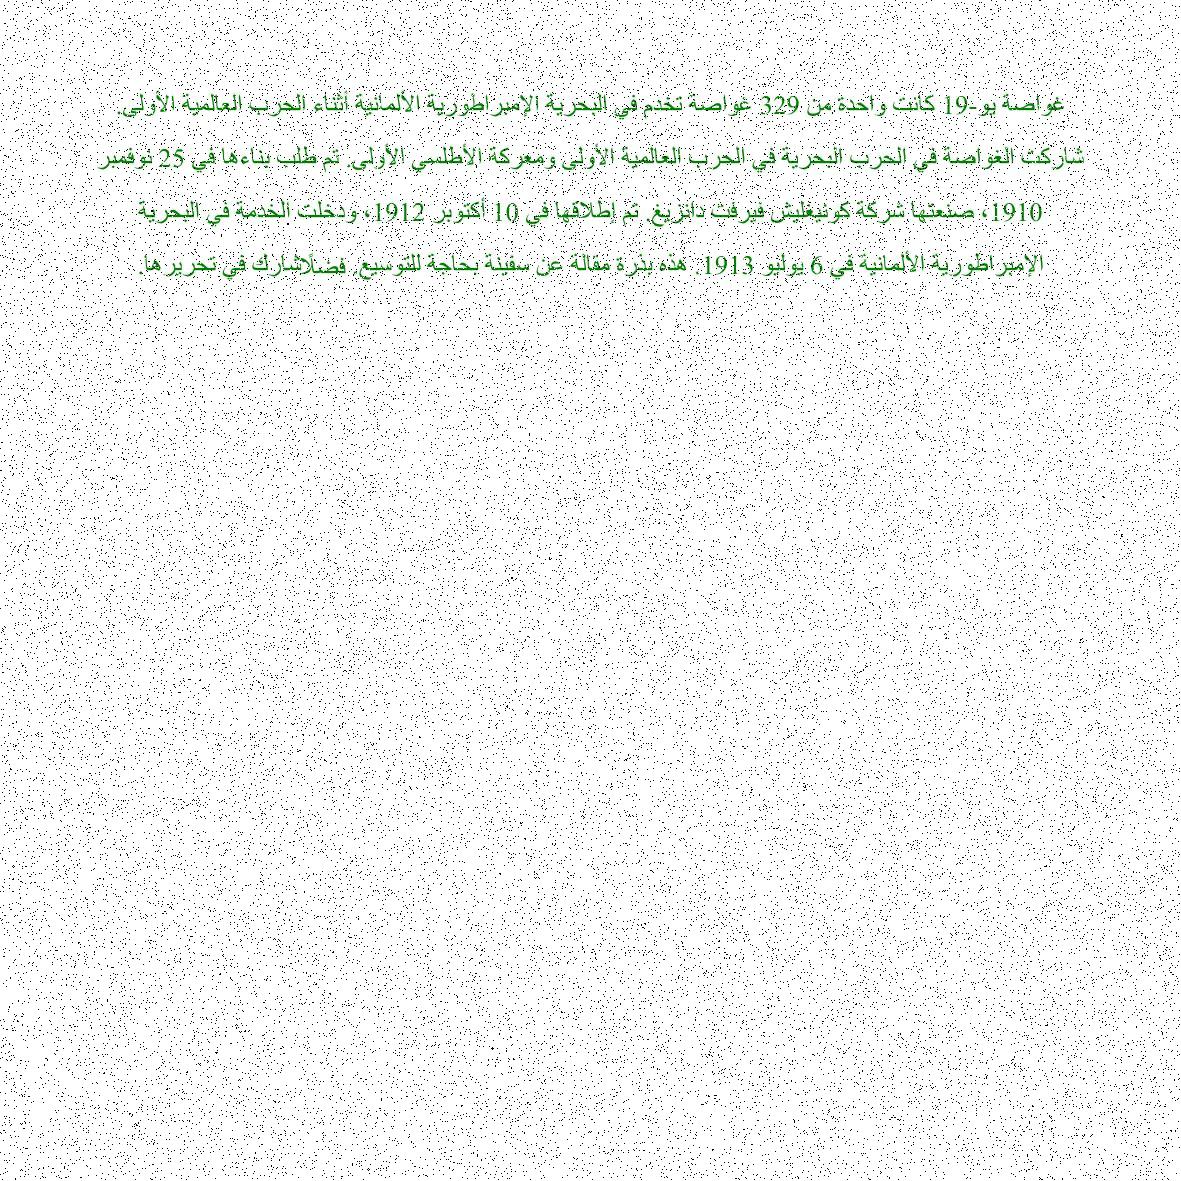 غواصة يو-19 كانت واحدة من 329 غواصة تخدم في البحرية الإمبراطورية الألمانية أثناء الحرب العالمية الأولى.
شاركت الغواصة في الحرب البحرية في الحرب العالمية الأولى ومعركة الأطلسي الأولى. تم طلب بناءها في 25 نوفمبر
1910، صنعتها شركة كونيغليش فيرفت دانزيغ. تم إطلاقها في 10 أكتوبر 1912، ودخلت الخدمة في البحرية
الإمبراطورية الألمانية في 6 يوليو 1913. هذه بذرة مقالة عن سفينة بحاجة للتوسيع. فضلاًشارك في تحريرها.